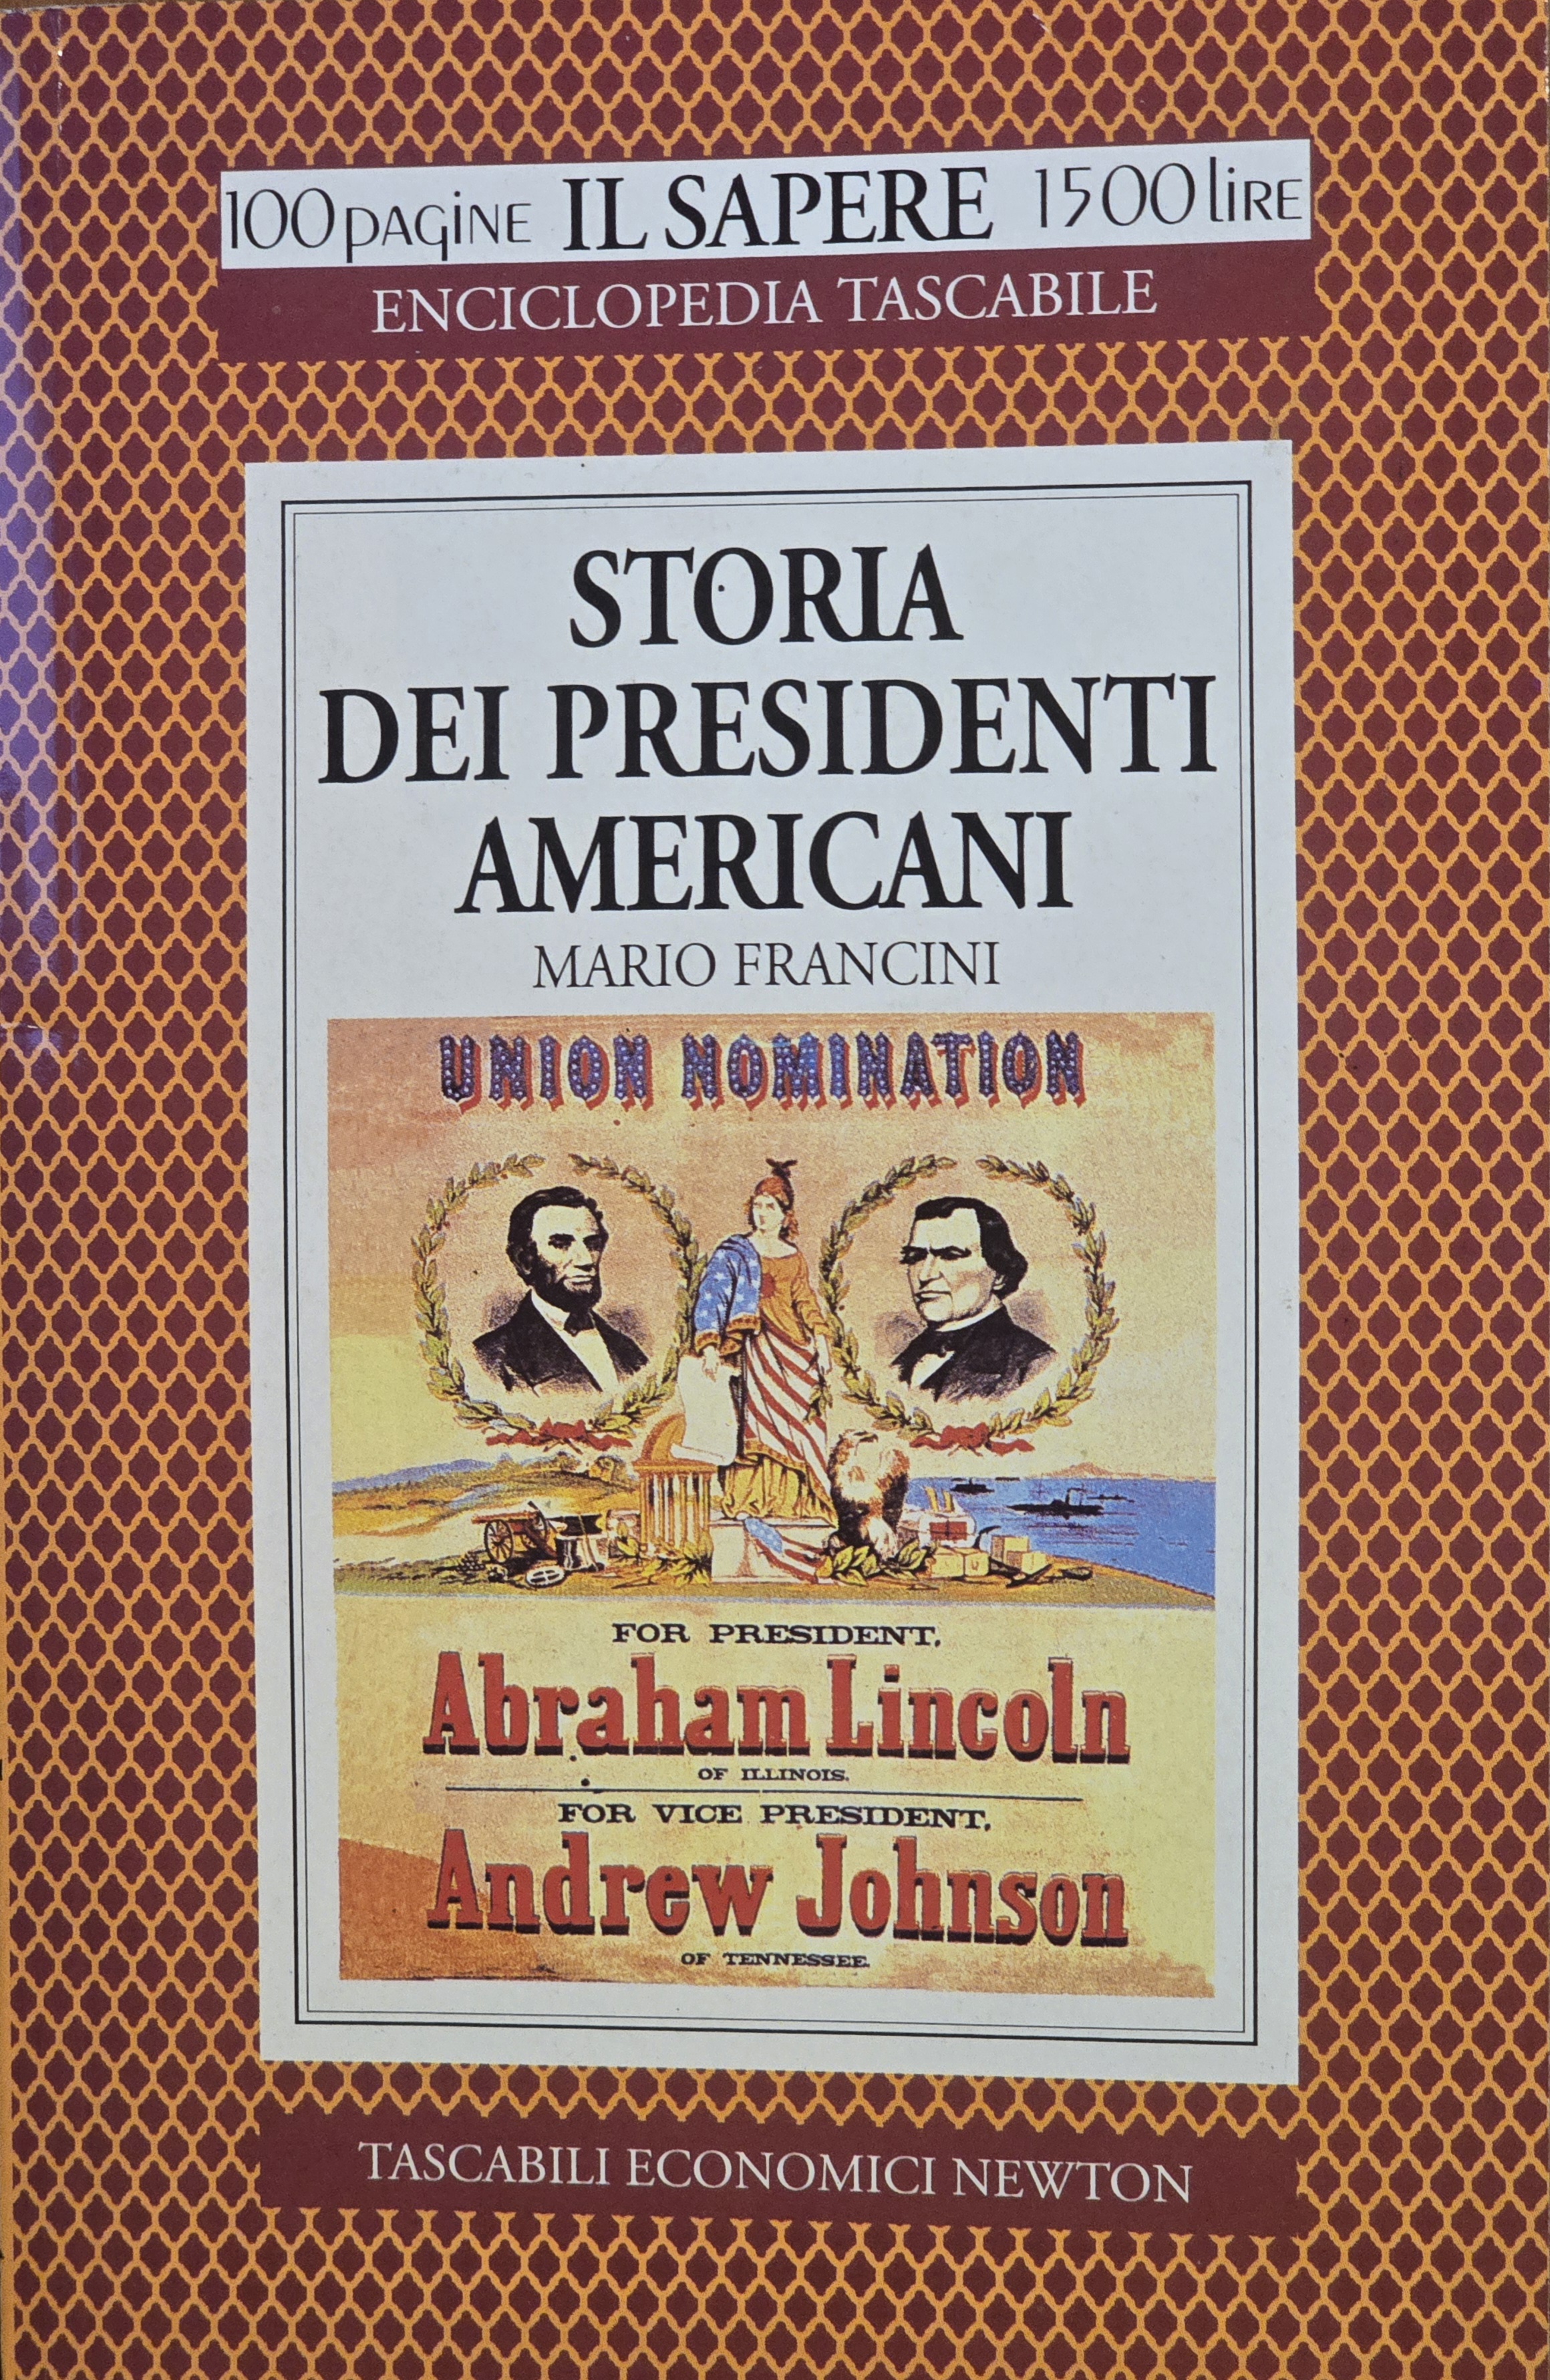 100 pagine IL SAPERE 1500 lire
ENCICLOPEDIA TASCABILE
STORIA
DEI PRESIDENTI
AMERICANI
MARIO FRANCINI
UNION NOMINATION
FOR PRESIDENT,
Abraham Lincoln
OF ILLINOIS.
FOR VICE PRESIDENT,
Andrew Johnson
OF TENNESSEE.
TASCABILI ECONOMICI NEWTON